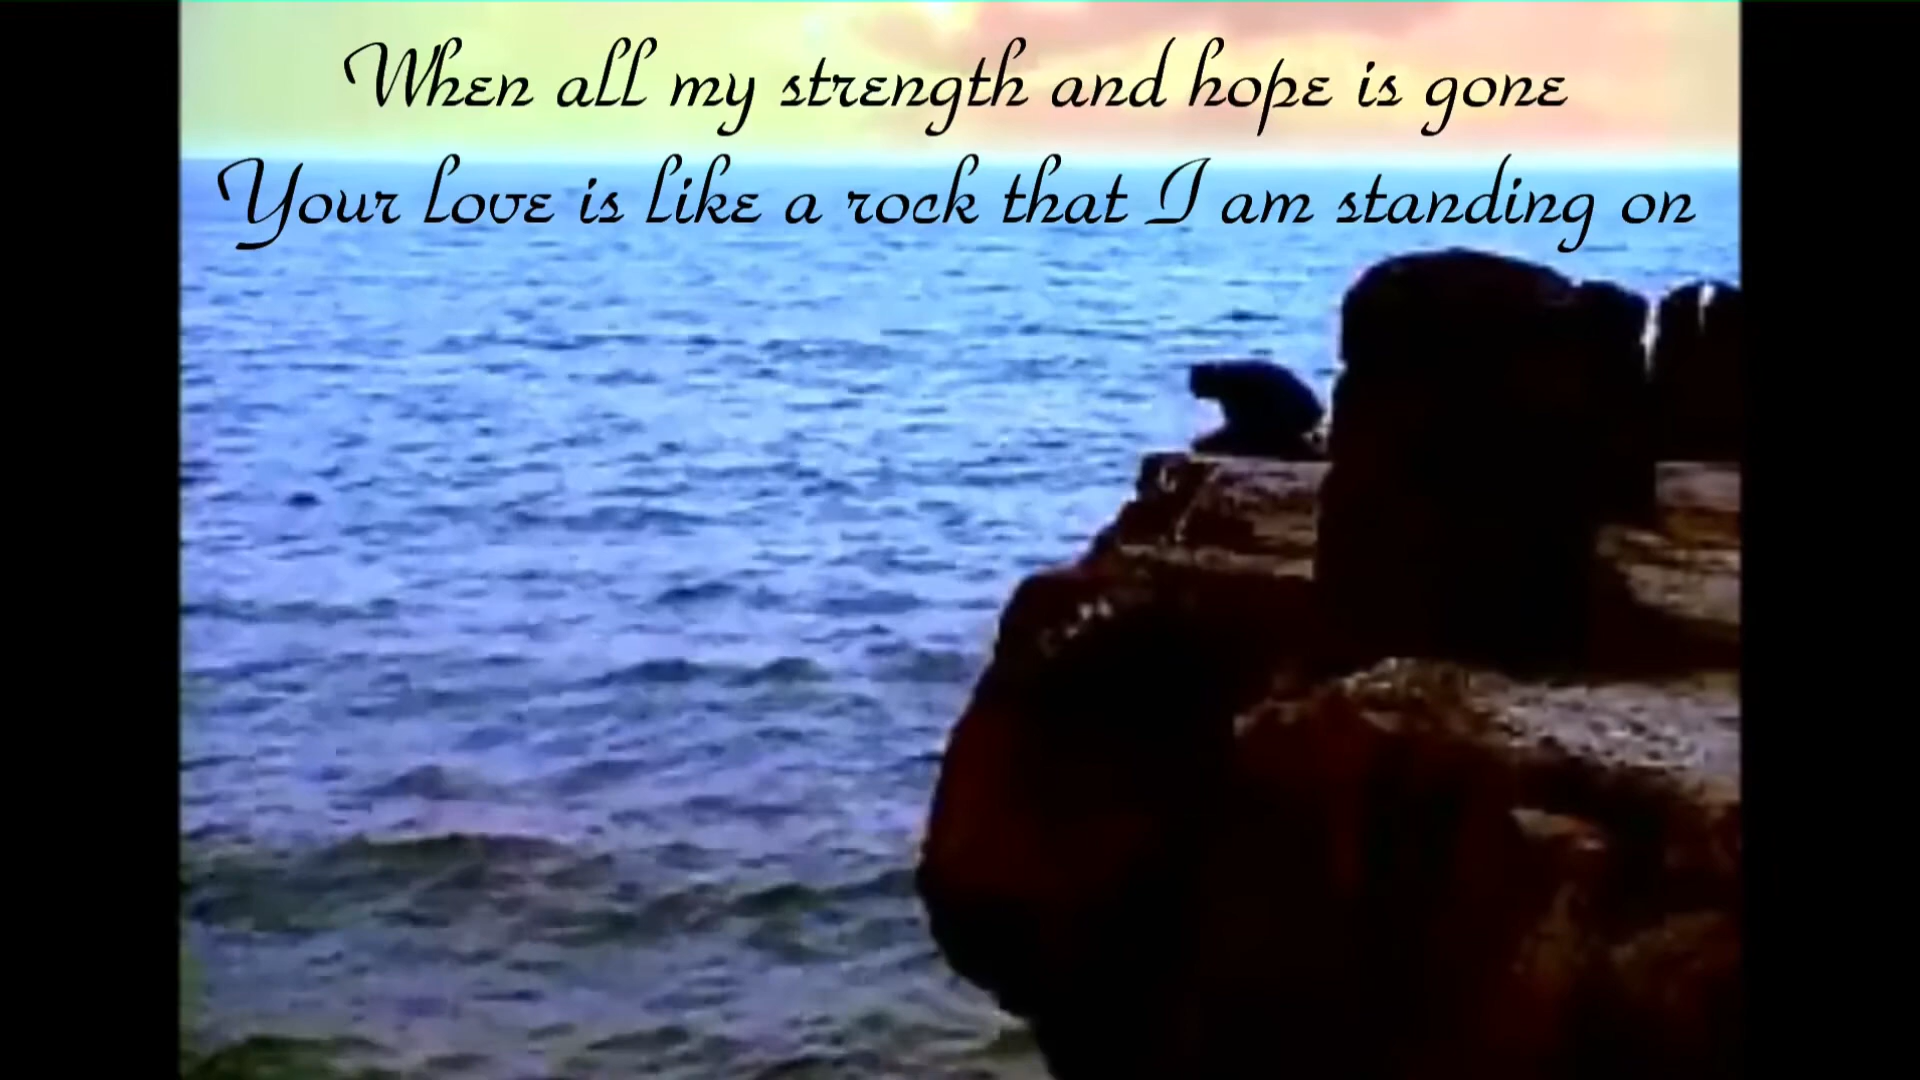 When all my strength and hope is gone
Your love is like a rock that I am standing on